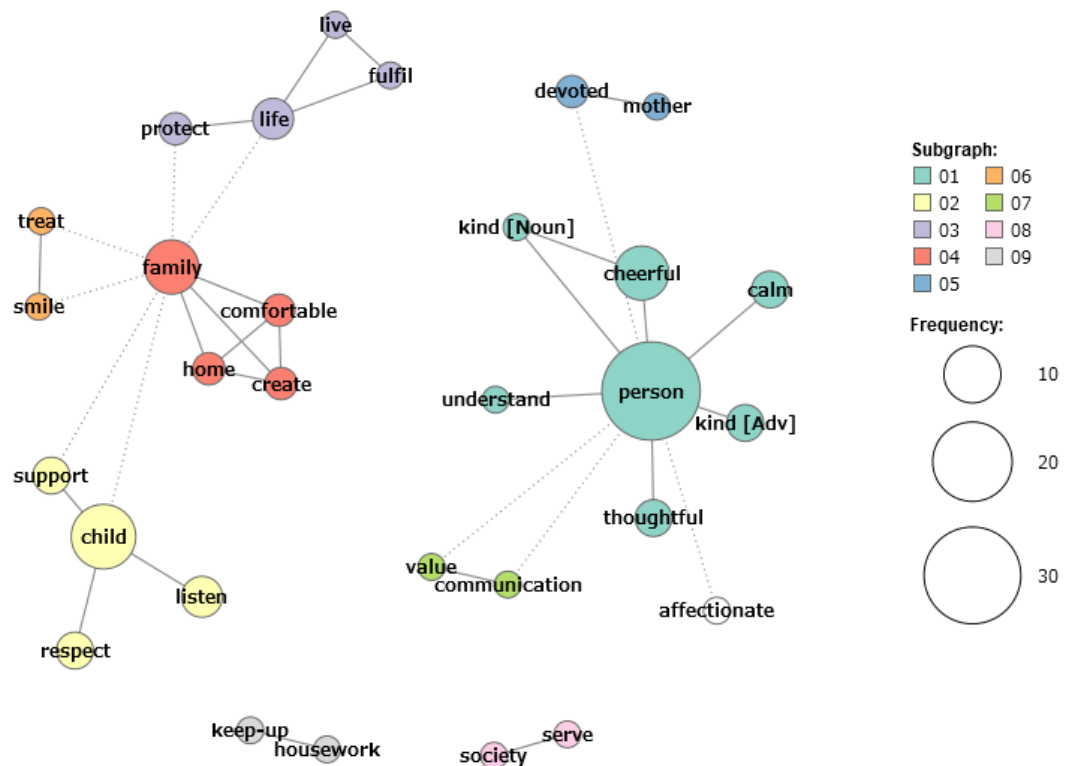 live
fulfil
life
protect
devoted
mother
treat
smile
family
comfortable
home
create
kind [Noun]
cheerful
calm
person
understand
kind [Adv]
thoughtful
value
communication
affectionate
support
child
listen
respect
keep-up
housework
society
serve
Subgraph:
01 06
02 07
03 08
04 09
05
Frequency:
10
20
30